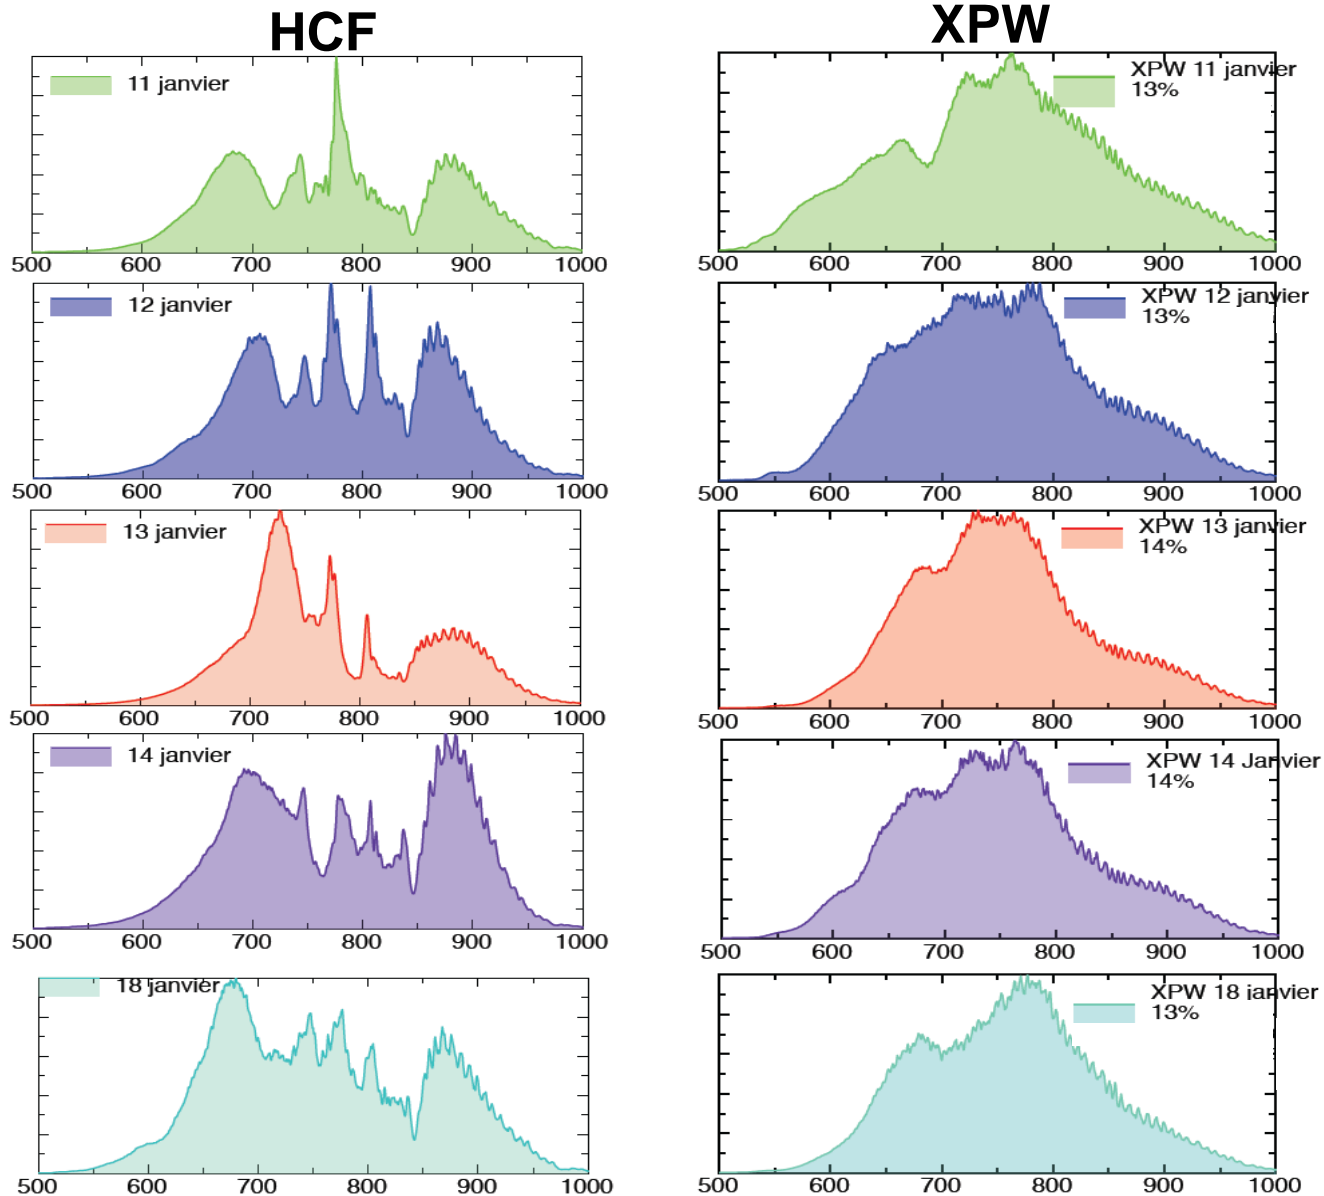 HCF
XPW
11 janvier
500 600 700 800 900 1000
XPW 11 janvier
13%
500 600 700 800 900 1000
12 janvier
500 600 700 800 900 1000
XPW 12 janvier
13%
500 600 700 800 900 1000
13 janvier
500 600 700 800 900 1000
XPW 13 janvier
14%
500 600 700 800 900 1000
14 janvier
500 600 700 800 900 1000
XPW 14 Janvier
14%
500 600 700 800 900 1000
18 janvier
500 600 700 800 900 1000
XPW 18 janvier
13%
500 600 700 800 900 1000